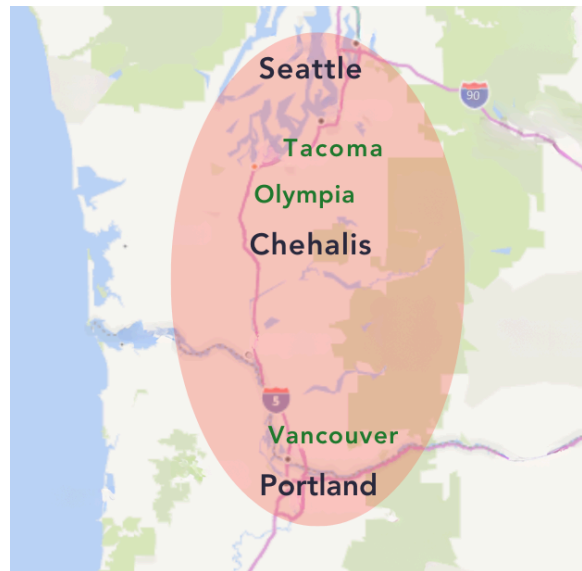 Seattle
90
Tacoma
Olympia
Chehalis
5
Vancouver
Portland